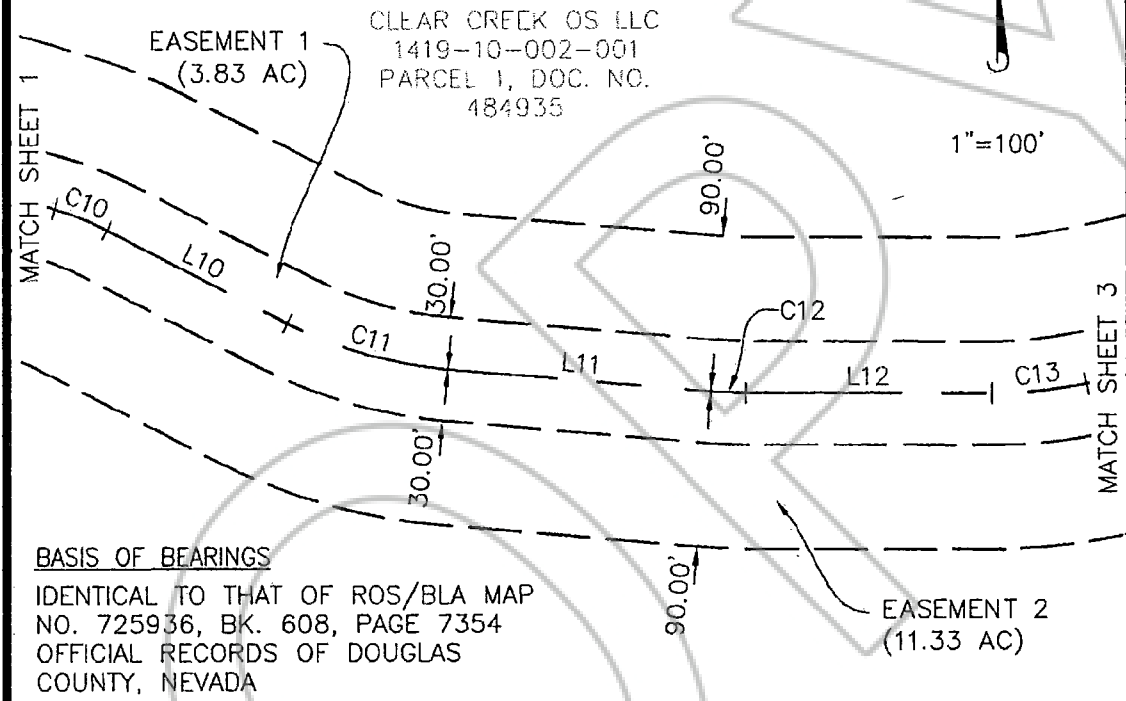 CLEAR CREEK OS LLC
1419-10-002-001
PARCEL 1, DOC. NO.
484935
EASEMENT 1
(3.83 AC)
1"=100'
MATCH SHEET 1
C10
L10
C11
30.00'
30.00'
L11
90.00'
C12
L12
C13
MATCH SHEET 3
90.00'
EASEMENT 2
(11.33 AC)
BASIS OF BEARINGS
IDENTICAL TO THAT OF ROS/BLA MAP
NO. 725936, BK. 608, PAGE 7354
OFFICIAL RECORDS OF DOUGLAS
COUNTY, NEVADA